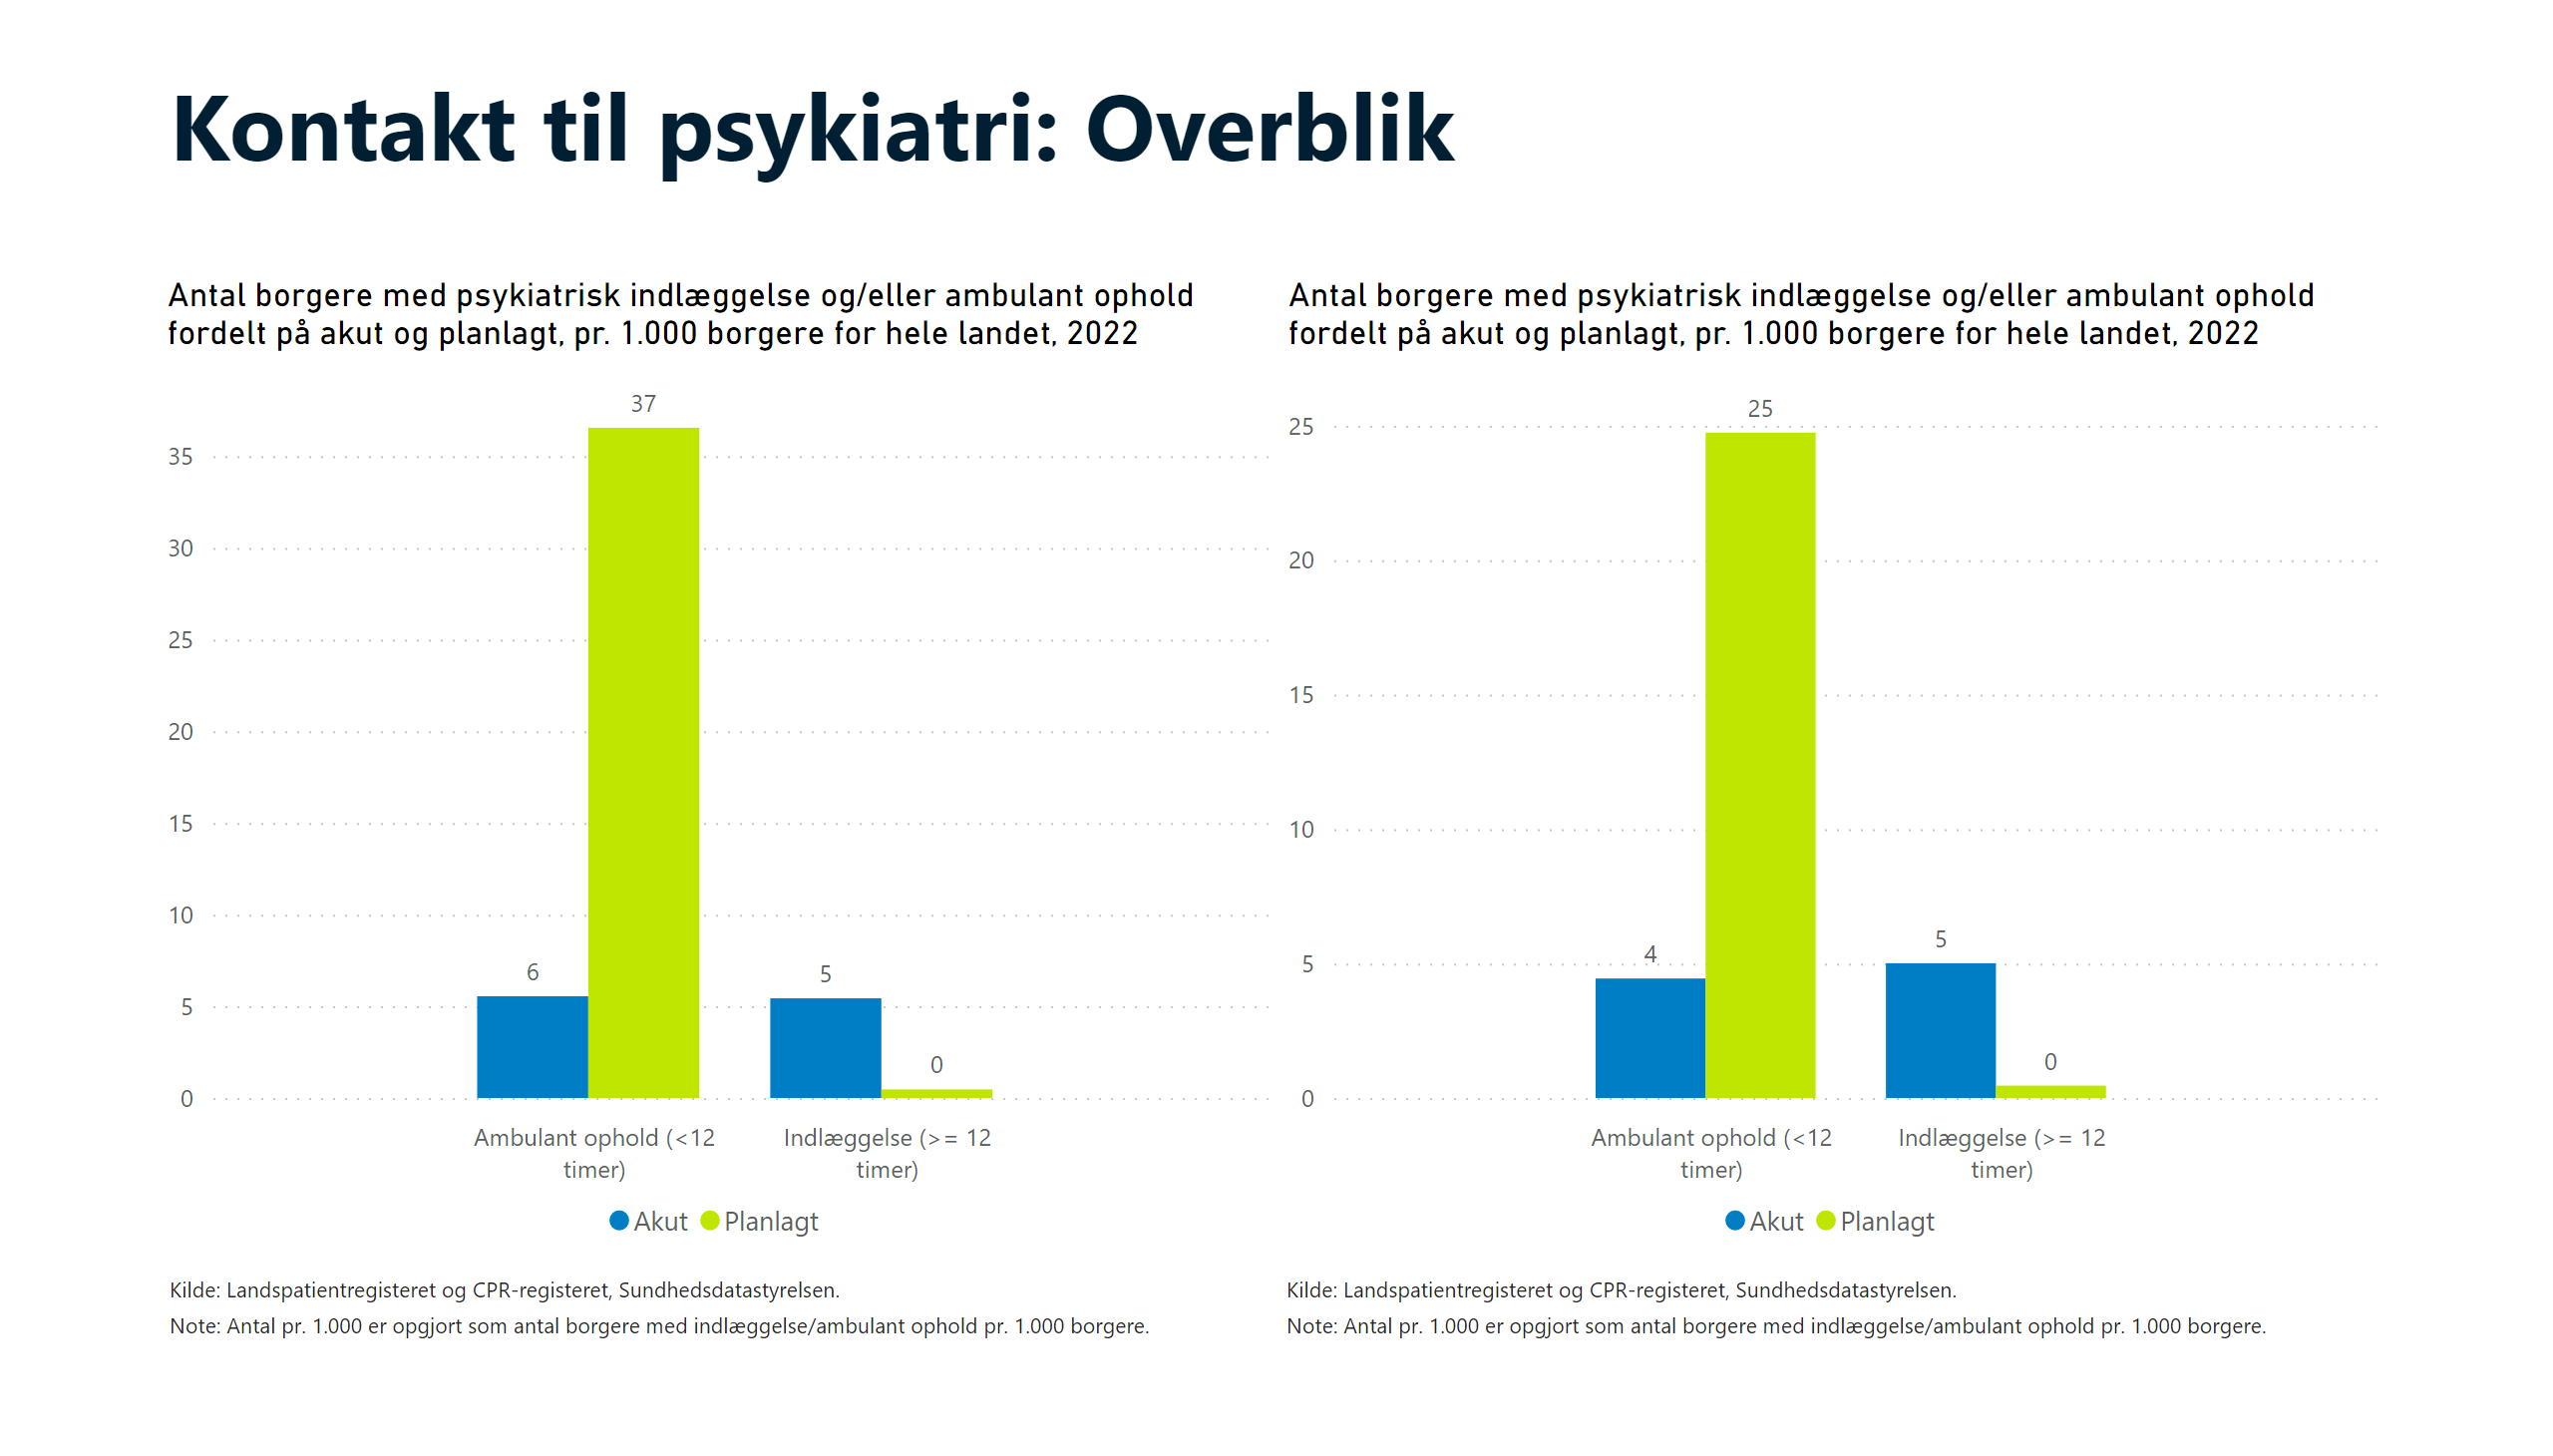 Kontakt til psykiatri: Overblik
Antal borgere med psykiatrisk indlæggelse og/eller ambulant ophold
fordelt på akut og planlagt, pr. 1.000 borgere for hele landet, 2022
37
35
30
25
20
15
10
5
0
6
5
0
Ambulant ophold (<12
timer)
Indlæggelse (>= 12
timer)
Akut
Planlagt
Kilde: Landspatientregisteret og CPR-registeret, Sundhedsdatastyrelsen.
Note: Antal pr. 1.000 er opgjort som antal borgere med indlæggelse/ambulant ophold pr. 1.000 borgere.
Antal borgere med psykiatrisk indlæggelse og/eller ambulant ophold
fordelt på akut og planlagt, pr. 1.000 borgere for hele landet, 2022
25
25
20
15
10
5
0
4
5
0
Ambulant ophold (<12
timer)
Indlæggelse (>= 12
timer)
Akut
Planlagt
Kilde: Landspatientregisteret og CPR-registeret, Sundhedsdatastyrelsen.
Note: Antal pr. 1.000 er opgjort som antal borgere med indlæggelse/ambulant ophold pr. 1.000 borgere.